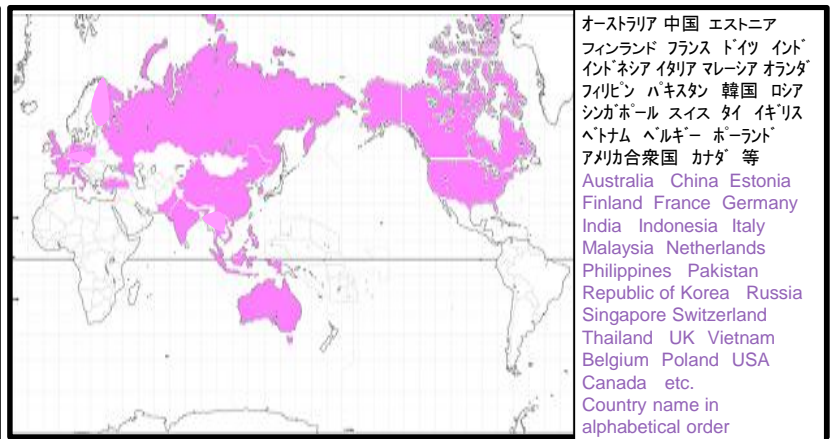 オーストラリア 中国 エストニア
フィンランド フランス ドイツ インド
インドネシア イタリア マレーシア オランダ
フィリピン パキスタン 韓国 ロシア
シンガポール スイス タイ イギリス
ベトナム ベルギー ポーランド
アメリカ合衆国 カナダ 等
Australia China Estonia
Finland France Germany
India Indonesia Italy
Malaysia Netherlands
Philippines Pakistan
Republic of Korea Russia
Singapore Switzerland
Thailand UK Vietnam
Belgium Poland USA
Canada etc.
Country name in
alphabetical order